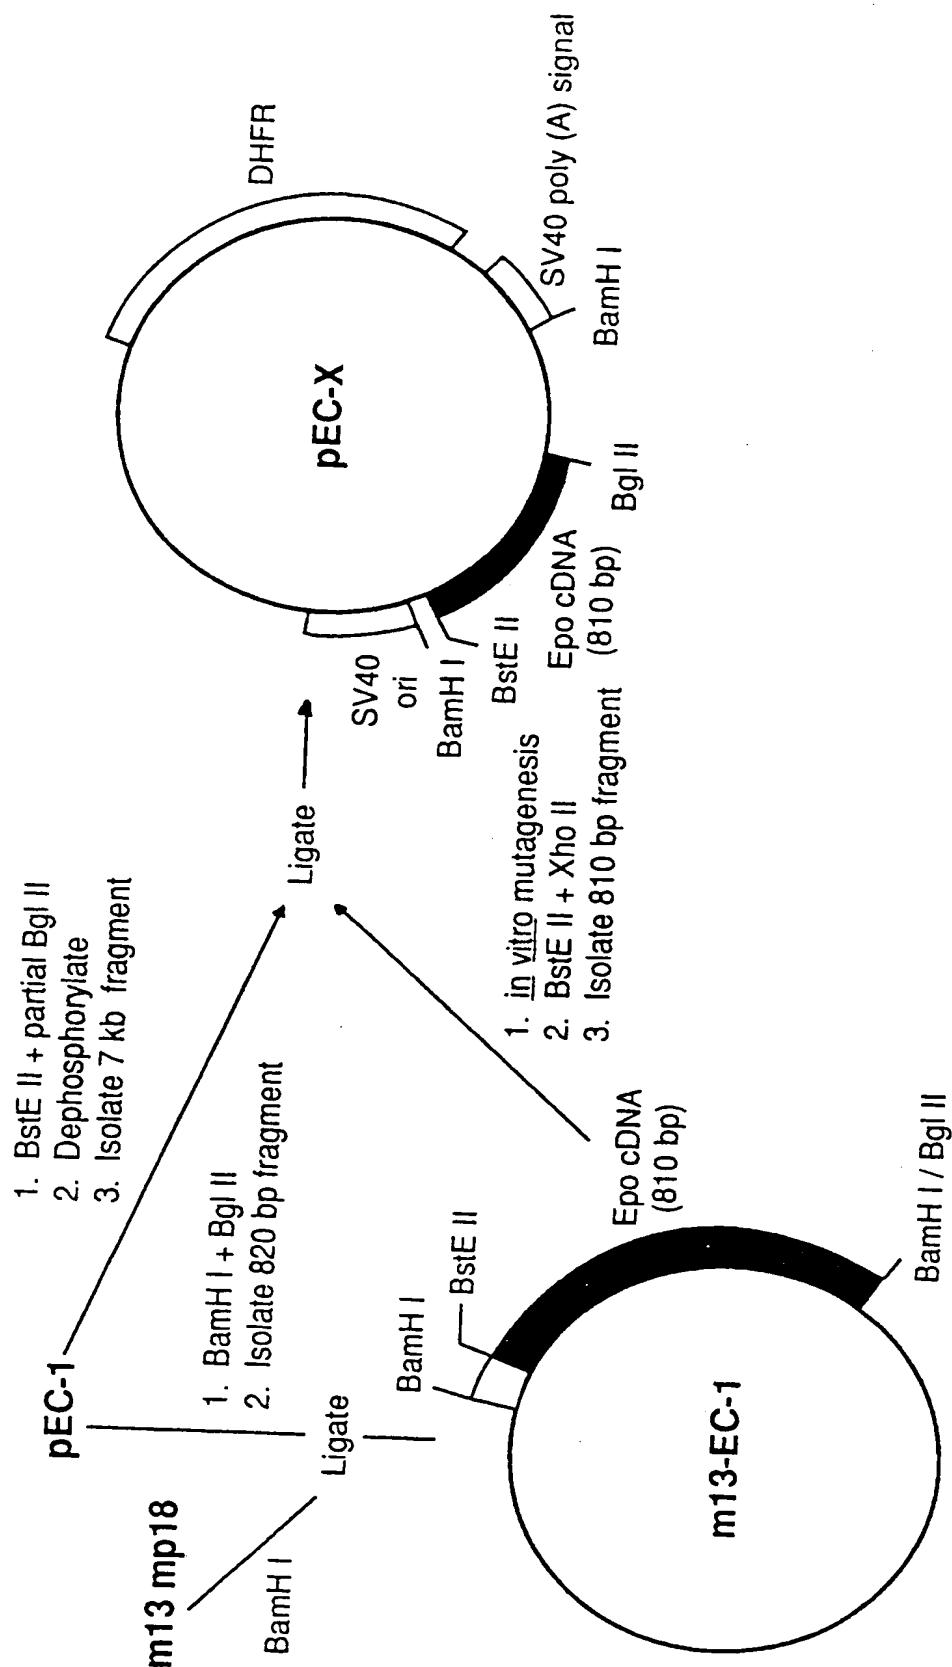 m13 mp18
BamH I
pEC-1
1. BamH I + Bgl II
2. Isolate 820 bp fragment
Ligate
1. BstE II + partial Bgl II
2. Dephosphorylate
3. Isolate 7 kb fragment
Ligate
m13-EC-1
BamH I
BstE II
Epo cDNA
(810 bp)
BamH I / Bgl II
1. in vitro mutagenesis
2. BstE II + Xho II
3. Isolate 810 bp fragment
pEC-X
SV40
ori
BamH I
BstE II
Epo cDNA
(810 bp)
Bgl II
BamH I
SV40 poly (A) signal
DHFR